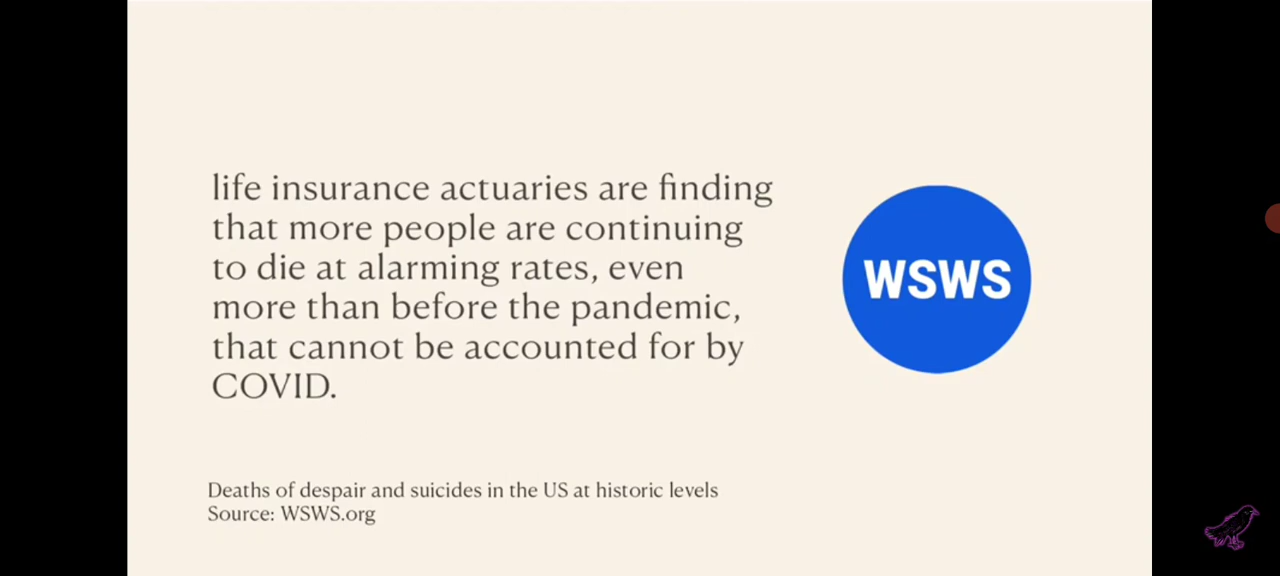 life insurance actuaries are finding
that more people are continuing
to die at alarming rates, even
more than before the pandemic,
that cannot be accounted for by
COVID.
WSWS
Deaths of despair and suicides in the US at historic levels
Source: WSWS.org